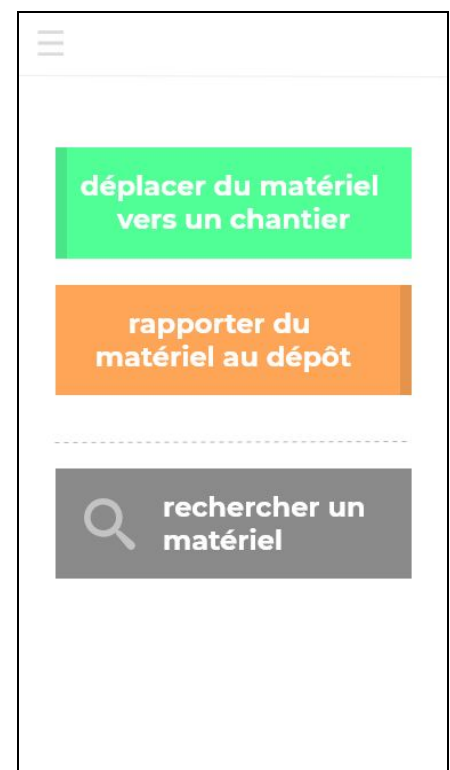 déplacer du matériel
vers un chantier
rapporter du
matériel au dépôt
rechercher un
matériel